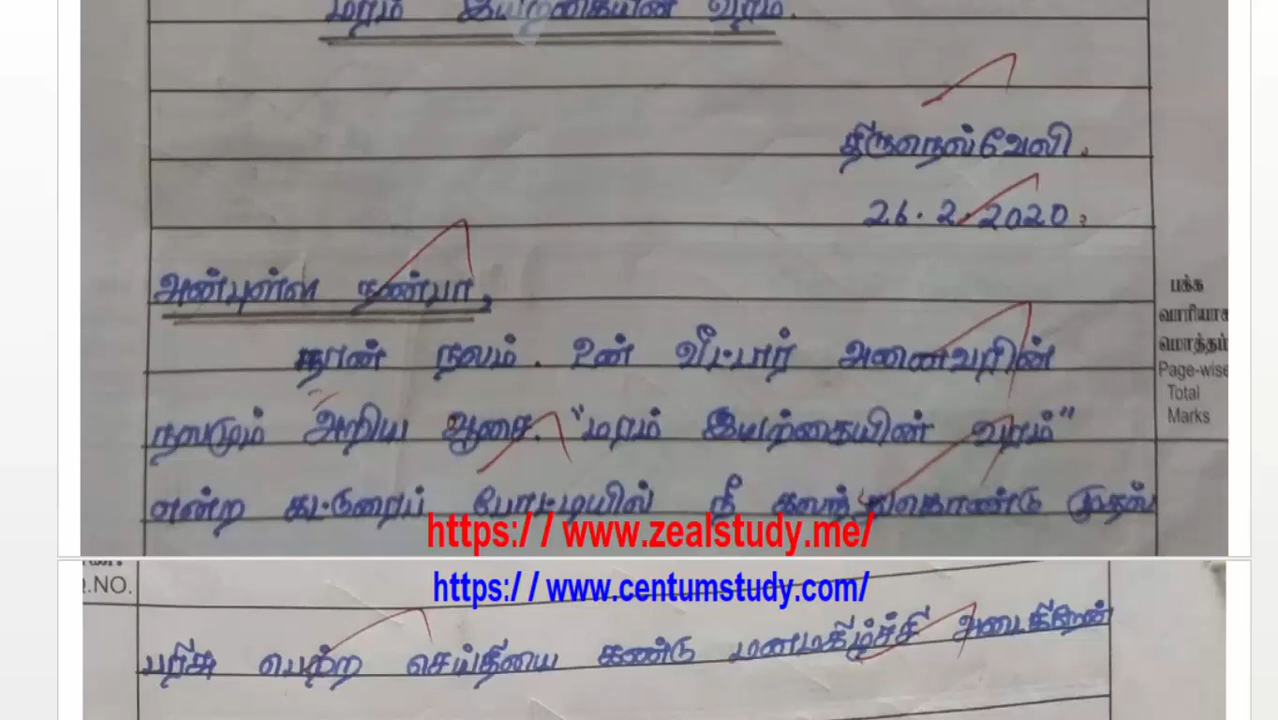 மரம் இயற்கையின் வரம்.
திருநெல்வேலி.
26.2.2020.
அன்புள்ள நண்பா,
நான் நலம். உன் வீட்டார் அனைவரின்
நலமும் அறிய ஆசை. "மரம் இயற்கையின் வரம்"
என்ற கட்டுரைப் போட்டியில் நீ கலந்துகொண்டு முதல்
பக்க
வாரியாக
மொத்தம்
Page-wise
Total
Marks
https://www.zealstudy.me/
https://www.centumstudy.com/
Q.NO.
பரிசு பெற்ற செய்தியை கண்டு மனமகிழ்ச்சி அடைகிறேன்